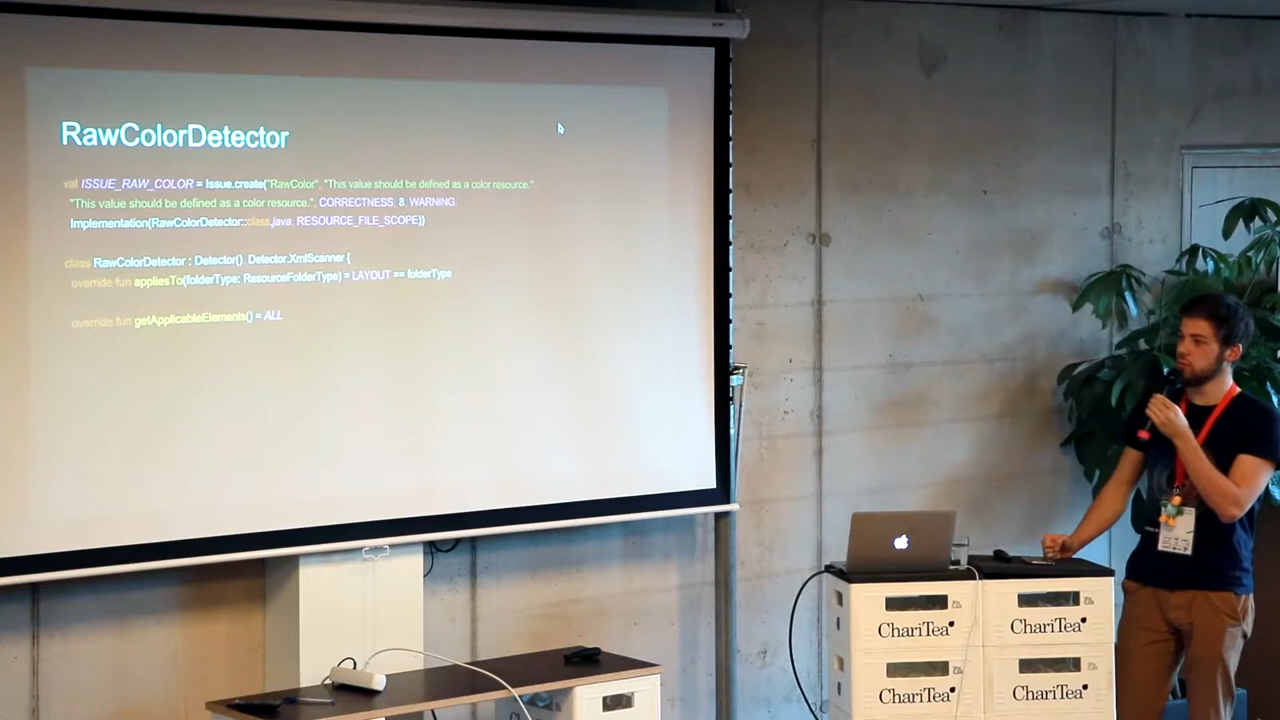 RawColorDetector
val ISSUE_RAW_COLOR = Issue.create("RawColor", "This value should be defined as a color resource."
"This value should be defined as a color resource.", CORRECTNESS, 8, WARNING,
Implementation(RawColorDetector::class.java, RESOURCE_FILE_SCOPE))
class RawColorDetector : Detector(), Detector.XmlScanner {
override fun appliesTo(folderType: ResourceFolderType) = LAYOUT == folderType
override fun getApplicableElements() = ALL
ChariTea
ChariTea
ChariTea
ChariTea